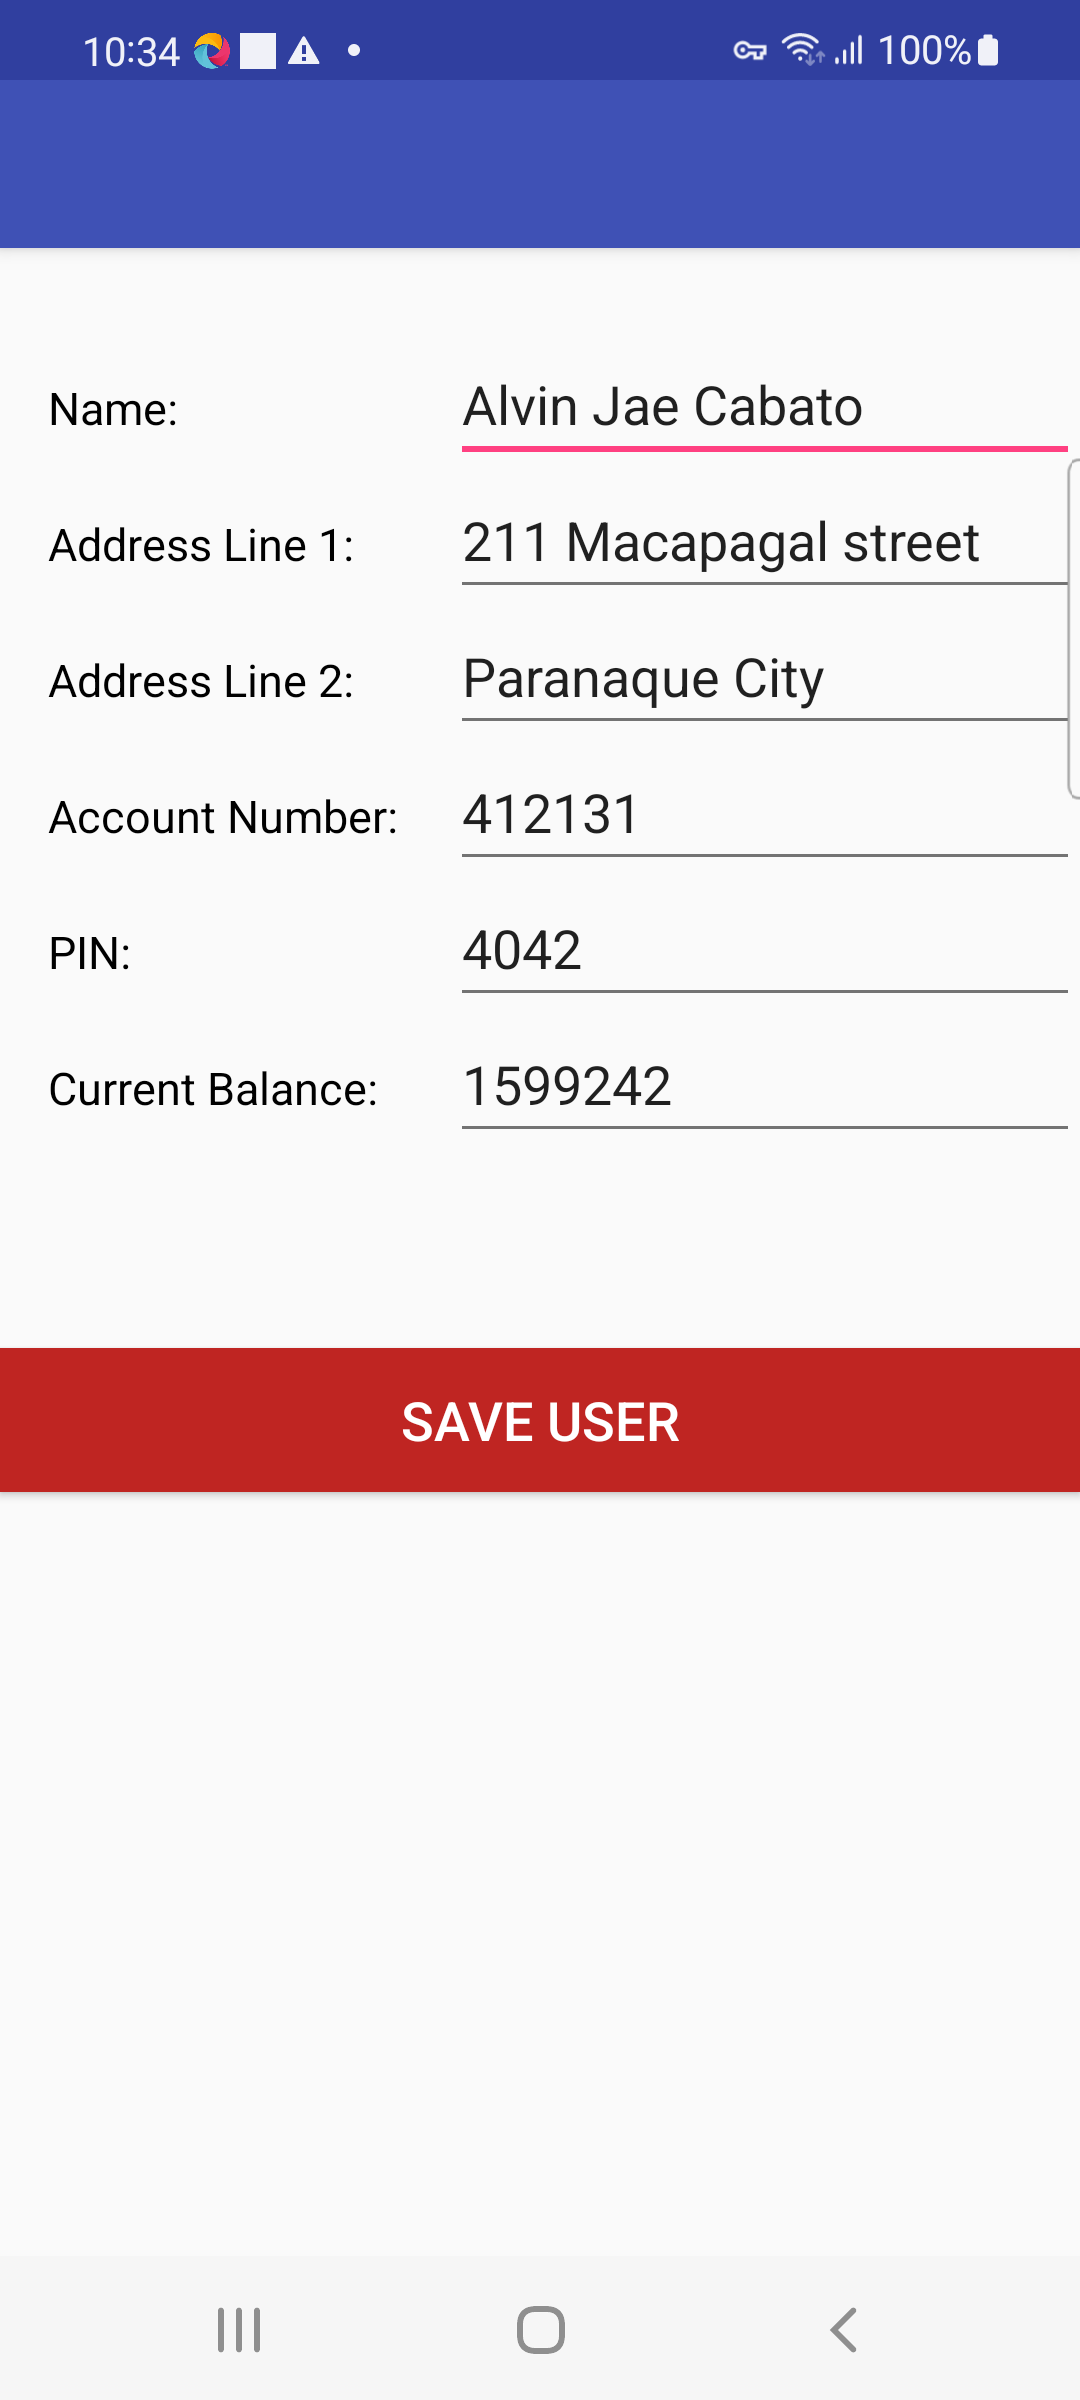 10:34 100%
Name: Alvin Jae Cabato
Address Line 1: 211 Macapagal street
Address Line 2: Paranaque City
Account Number: 412131
PIN: 4042
Current Balance: 1599242
SAVE USER